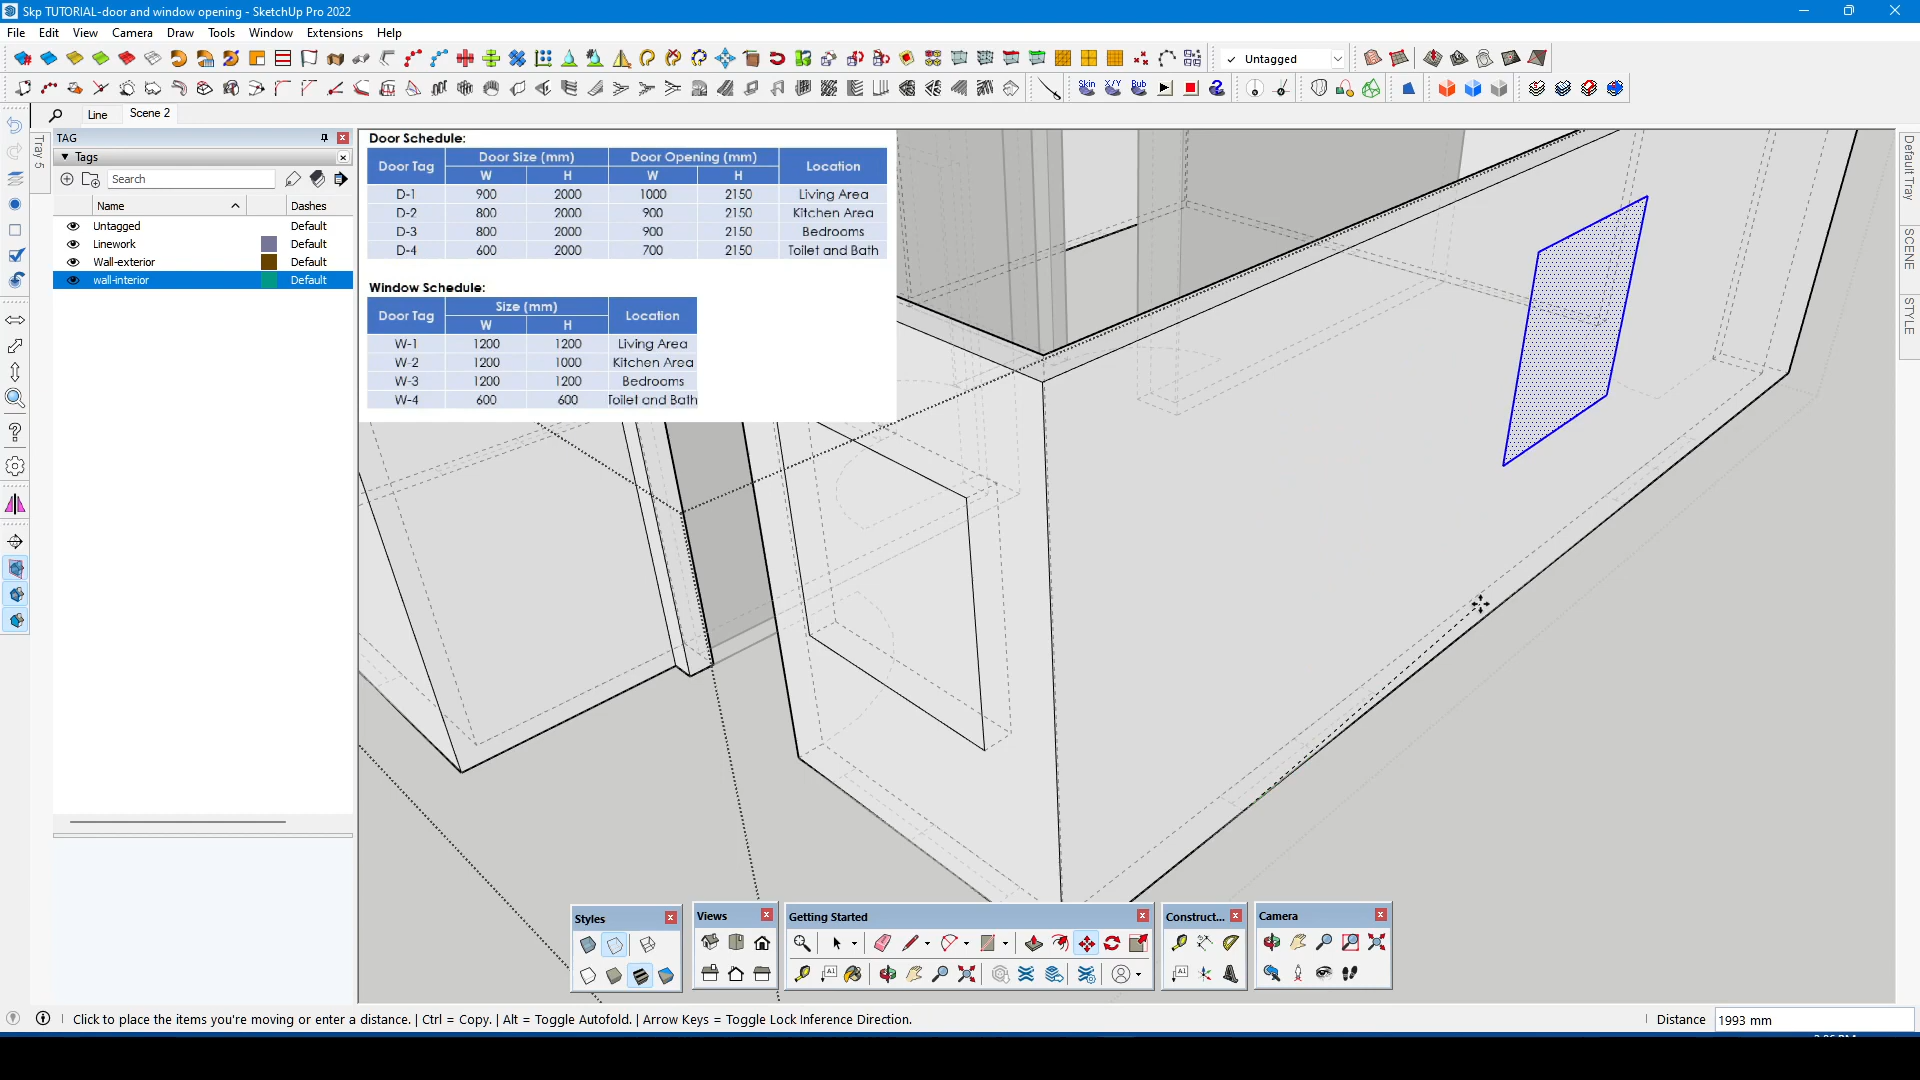 Skp TUTORIAL-door and window opening - SketchUp Pro 2022
File Edit View Camera Draw Tools Window Extensions Help
Untagged
Skin X/Y Bub
Line Scene 2
TAG
Tray 5
Tags
Search
Name Dashes
Untagged Default
Linework Default
Wall-exterior Default
wall-interior Default
Door Schedule:
Door Tag Door Size (mm) Door Opening (mm) Location
W H W H
D-1 900 2000 1000 2150 Living Area
D-2 800 2000 900 2150 Kitchen Area
D-3 800 2000 900 2150 Bedrooms
D-4 600 2000 700 2150 Toilet and Bath
Window Schedule:
Door Tag Size (mm) Location
W H
W-1 1200 1200 Living Area
W-2 1200 1000 Kitchen Area
W-3 1200 1200 Bedrooms
W-4 600 600 Toilet and Bath
Default Tray
SCENE
STYLE
Styles
Views
Getting Started
Construct...
Camera
Click to place the items you're moving or enter a distance. | Ctrl = Copy. | Alt = Toggle Autofold. | Arrow Keys = Toggle Lock Inference Direction.
Distance 1993 mm